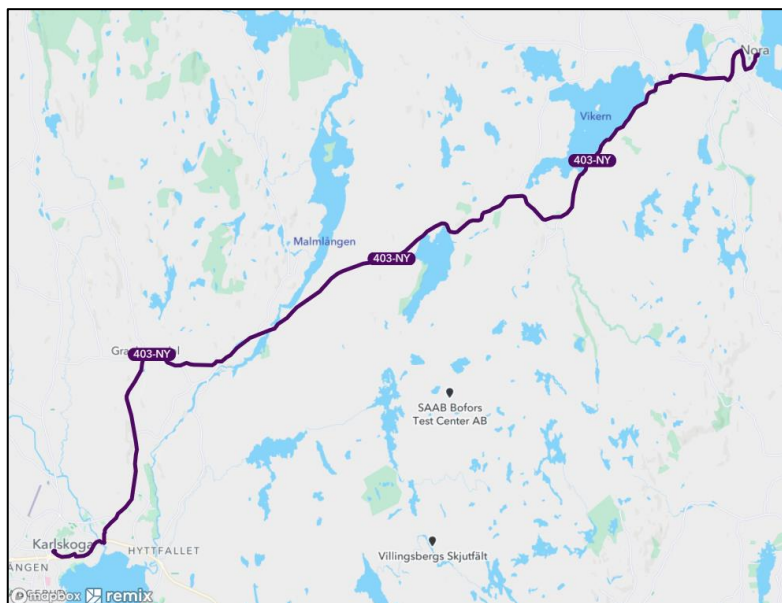 Nora
Vikern
403-NY
Malmlången
403-NY
403-NY
SAAB Bofors
Test Center AB
Karlskoga
HYTTFALLET
Villingsbergs Skjutfält
mapbox remix